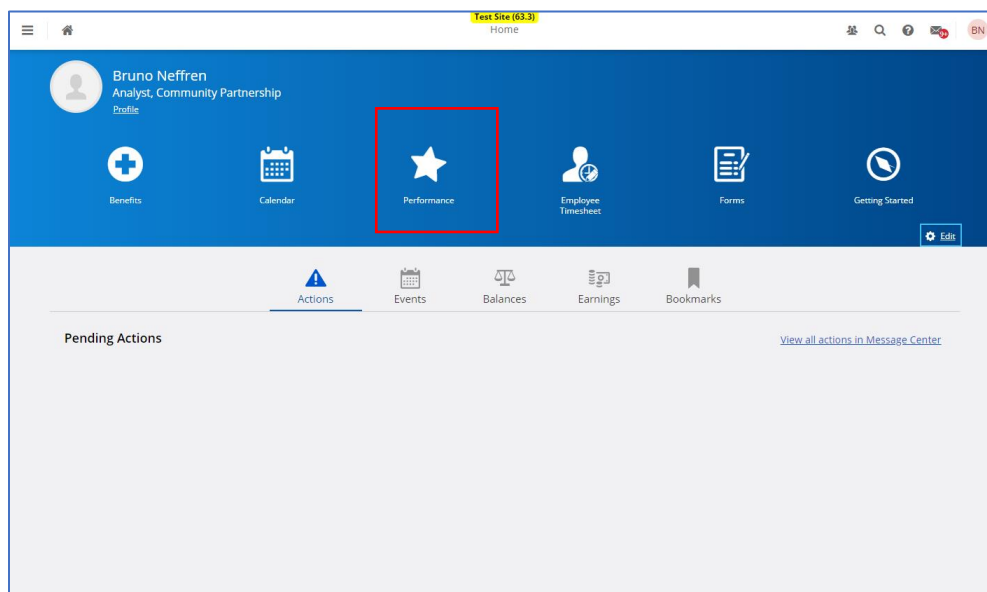 Test Site (63.3)
Home
9+
BN
Bruno Neffren
Analyst, Community Partnership
Profile
Benefits
Calendar
Performance
Employee
Timesheet
Forms
Getting Started
Edit
Actions
Events
Balances
Earnings
Bookmarks
Pending Actions
View all actions in Message Center